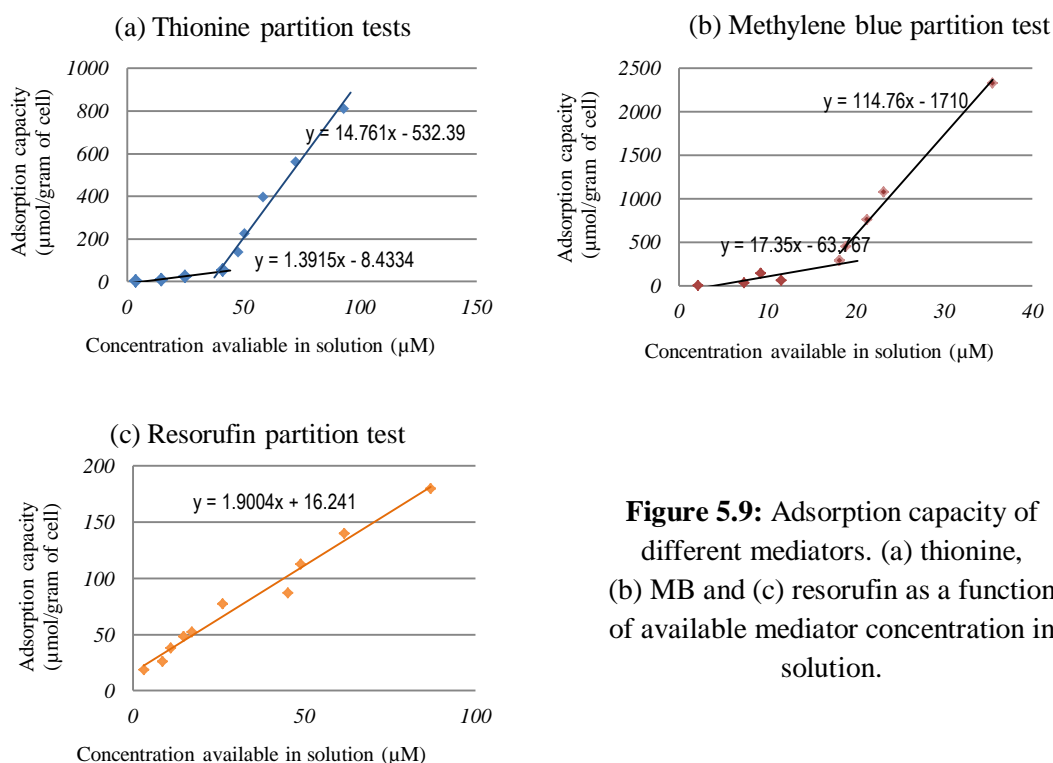 (a) Thionine partition tests
Adsorption capacity
(µmol/gram of cell)
1000
800
600
400
200
0
y = 14.761x - 532.39
y = 1.3915x - 8.4334
0
50
100
150
Concentration avaliable in solution (µM)
(b) Methylene blue partition test
Adsorption capacity
(µmol/gram of cell)
2500
2000
1500
1000
500
0
y = 114.76x - 1710
y = 17.35x - 63.767
0
10
20
30
40
Concentration available in solution (µM)
(c) Resorufin partition test
Adsorption capacity
(µmol/gram of cell)
200
150
100
50
0
y = 1.9004x + 16.241
0
50
100
Concentration available in solution (µM)
Figure 5.9: Adsorption capacity of
different mediators. (a) thionine,
(b) MB and (c) resorufin as a function
of available mediator concentration in
solution.